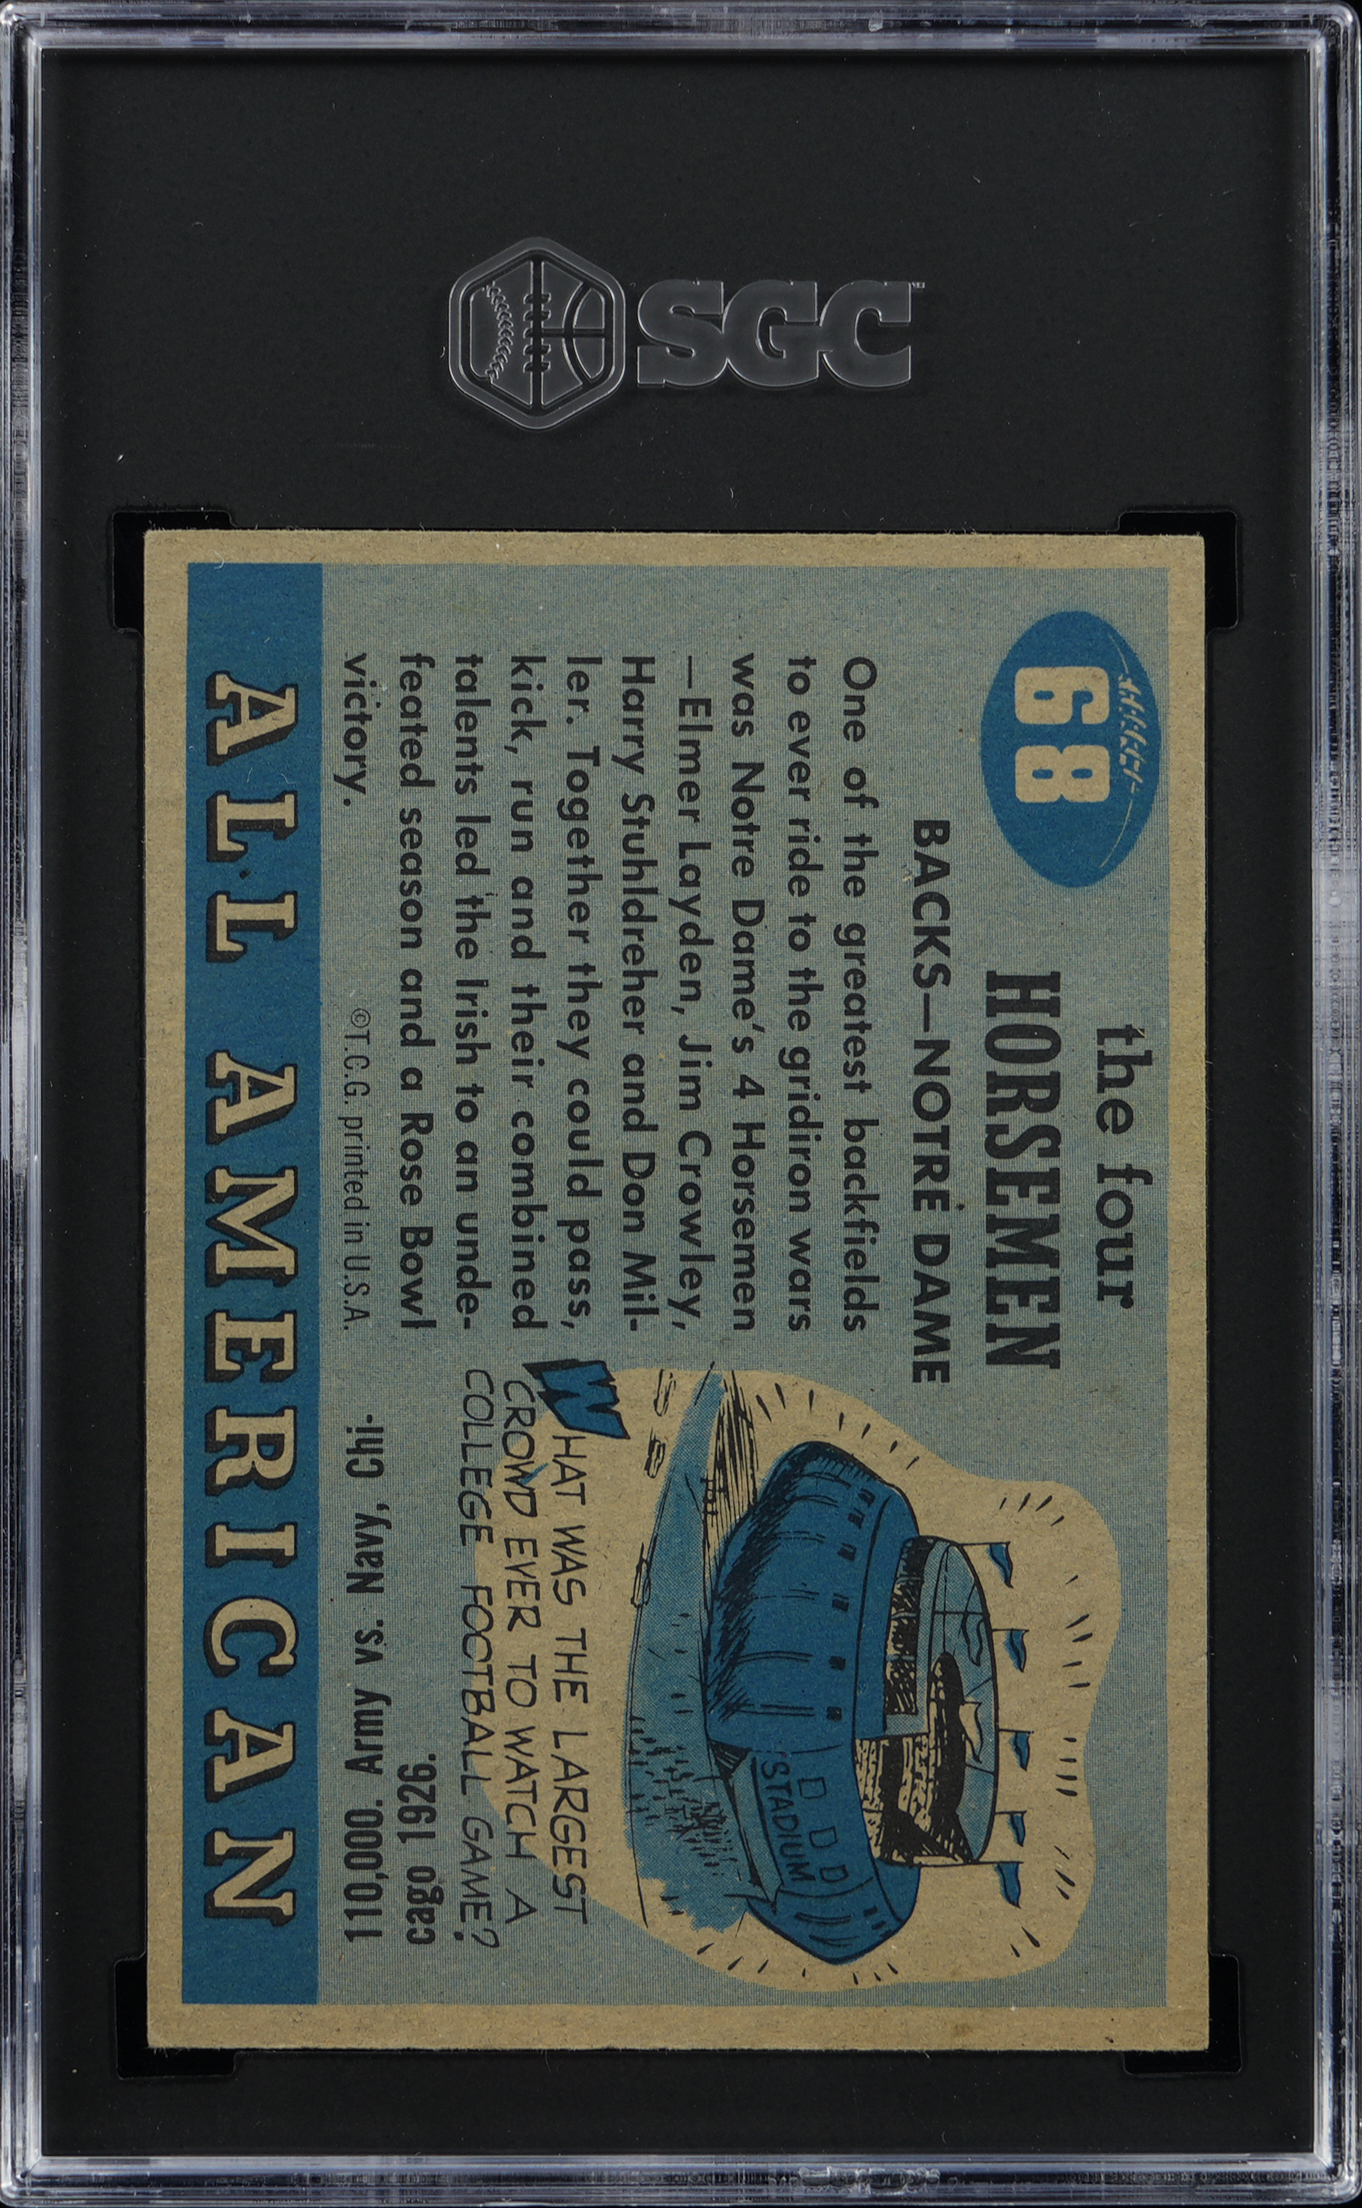 SGC
68
the four
HORSEMEN
BACKS—NOTRE DAME
One of the greatest backfields
to ever ride to the gridiron wars
was Notre Dame's 4 Horsemen
—Elmer Layden, Jim Crowley,
Harry Stuhldreher and Don Mil-
ler. Together they could pass,
kick, run and their combined
talents led the Irish to an unde-
feated season and a Rose Bowl
victory.
©T.C.G. printed in U.S.A.
STADIUM
WHAT WAS THE LARGEST
CROWD EVER TO WATCH A
COLLEGE FOOTBALL GAME?
110,000. Army vs. Navy, Chi-
cago 1926.
ALL AMERICAN